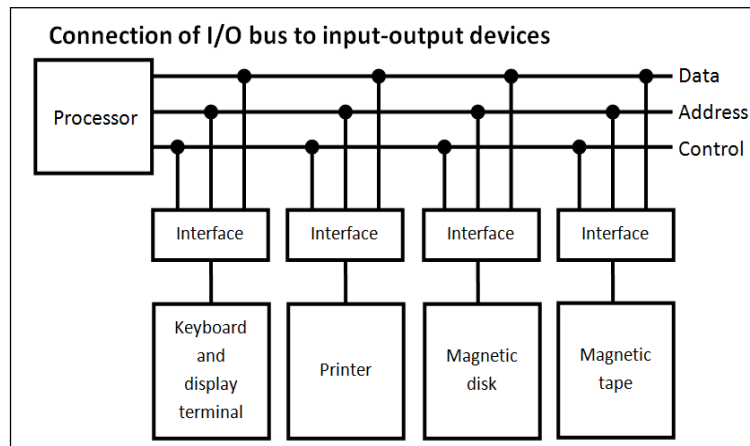 Connection of I/O bus to input-output devices
Processor
Data
Address
Control
Interface
Interface
Interface
Interface
Keyboard
and
display
terminal
Printer
Magnetic
disk
Magnetic
tape